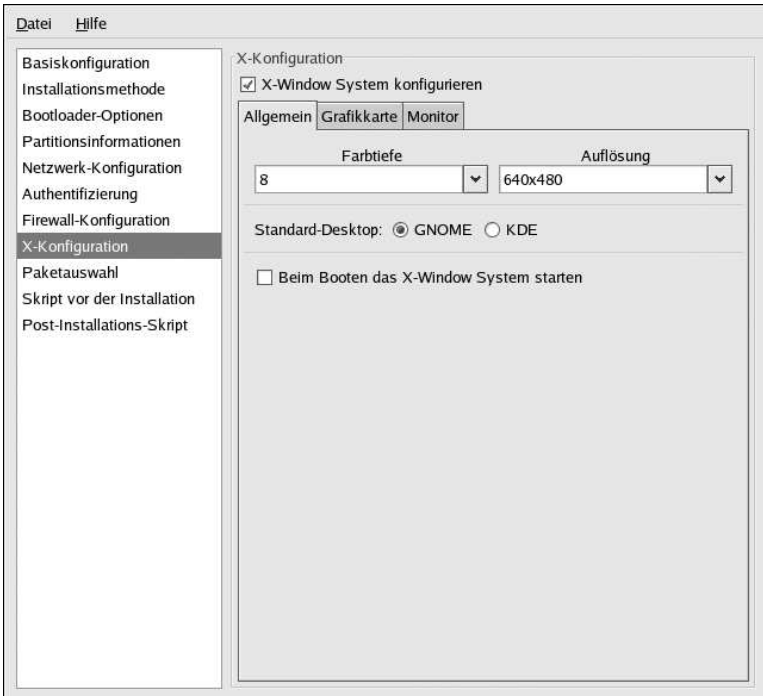 Datei Hilfe
Basiskonfiguration
Installationsmethode
Bootloader-Optionen
Partitionsinformationen
Netzwerk-Konfiguration
Authentifizierung
Firewall-Konfiguration
X-Konfiguration
Paketauswahl
Skript vor der Installation
Post-Installations-Skript
X-Konfiguration
X-Window System konfigurieren
Allgemein Grafikkarte Monitor
Farbtiefe Auflösung
8 640x480
Standard-Desktop: GNOME KDE
Beim Booten das X-Window System starten